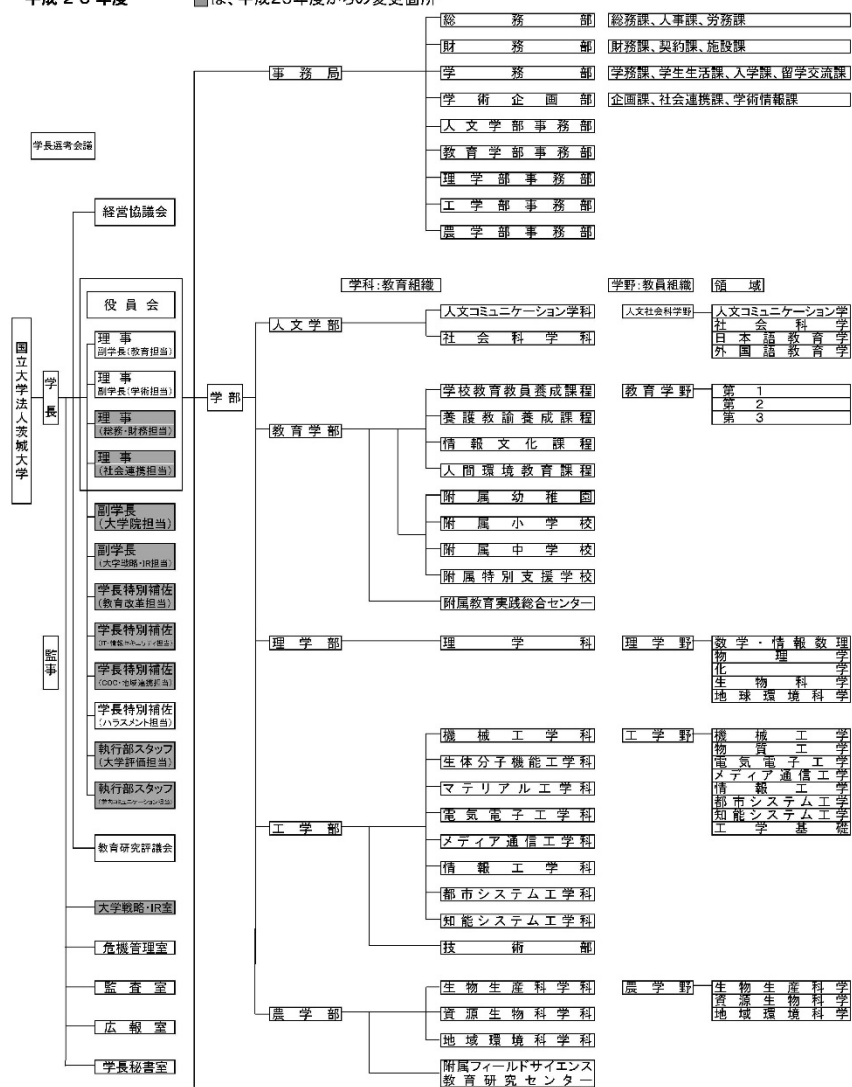 平成26年度
は、平成25年度からの変更箇所
総務部 総務課、人事課、労務課
財務部 財務課、契約課、施設課
事務局
学務部 学務課、学生生活課、入学課、留学交流課
学術企画部 企画課、社会連携課、学術情報課
人文学部事務部
教育学部事務部
理学部事務部
工学部事務部
農学部事務部
学長選考会議
経営協議会
国立大学法人茨城大学
学長
監事
役員会
理事
副学長(教育担当)
理事
副学長(学術担当)
理事
(総務・財務担当)
理事
(社会連携担当)
副学長
(大学院担当)
副学長
(大学戦略・IR担当)
学長特別補佐
(教育改革担当)
学長特別補佐
(IT・情報セキュリティ担当)
学長特別補佐
(COC・地域連携担当)
学長特別補佐
(ハラスメント担当)
執行部スタッフ
(大学評価担当)
執行部スタッフ
(学内コミュニケーション担当)
教育研究評議会
大学戦略・IR室
危機管理室
監査室
広報室
学長秘書室
学部
学科:教育組織 学野:教員組織 領域
人文学部
人文コミュニケーション学科
社会科学科
人文社会科学野
人文コミュニケーション学
社会科学
日本語教育学
外国語教育学
教育学部
学校教育教員養成課程
養護教諭養成課程
情報文化課程
人間環境教育課程
附属幼稚園
附属小学校
附属中学校
附属特別支援学校
附属教育実践総合センター
教育学野
第1
第2
第3
理学部
理学科
理学野
数学・情報数理
物理学
化学
生物科学
地球環境科学
工学部
機械工学科
生体分子機能工学科
マテリアル工学科
電気電子工学科
メディア通信工学科
情報工学科
都市システム工学科
知能システム工学科
技術部
工学野
機械工学
物質工学
電気電子工学
メディア通信工学
情報工学
都市システム工学
知能システム工学
工学基礎
農学部
生物生産科学科
資源生物科学科
地域環境科学科
附属フィールドサイエンス
教育研究センター
農学野
生物生産科学
資源生物科学
地域環境科学